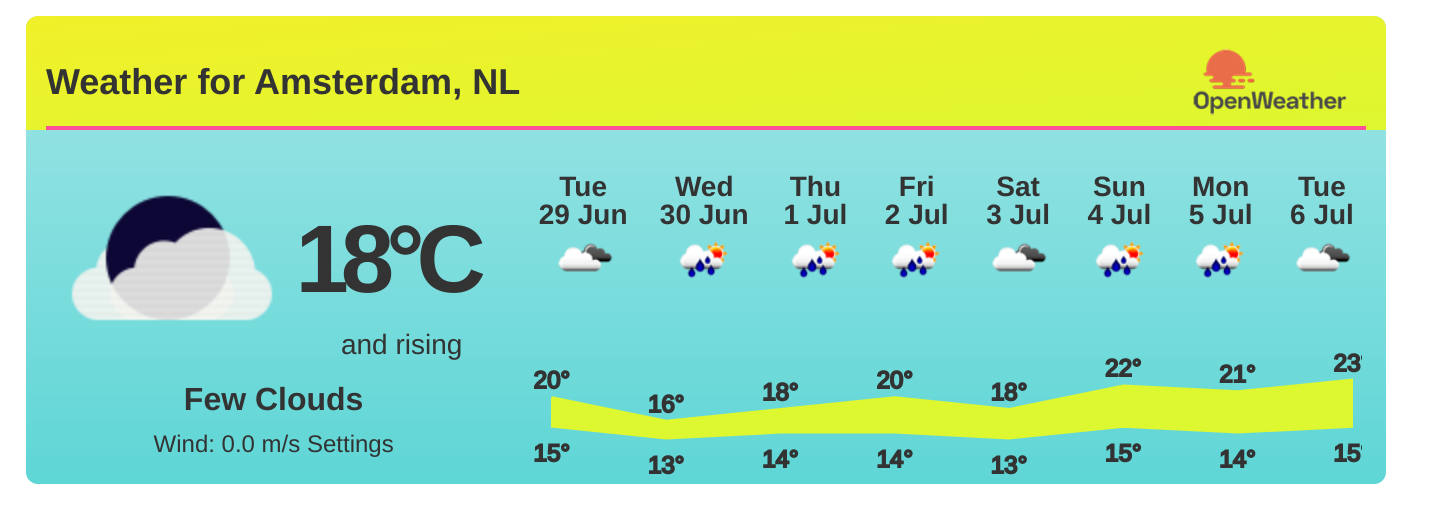 Weather for Amsterdam, NL
OpenWeather
18°C
and rising
Few Clouds
Wind: 0.0 m/s Settings
Tue Wed Thu Fri Sat Sun Mon Tue
29 Jun 30 Jun 1 Jul 2 Jul 3 Jul 4 Jul 5 Jul 6 Jul
20° 16° 18° 20° 18° 22° 21° 23°
15° 13° 14° 14° 13° 15° 14° 15°